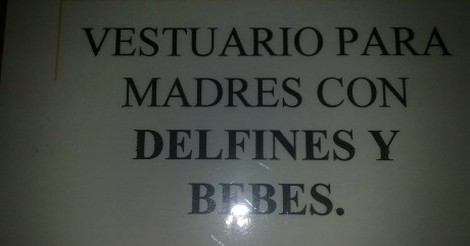 VESTUARIO PARA
MADRES CON
DELFINES Y
BEBES.